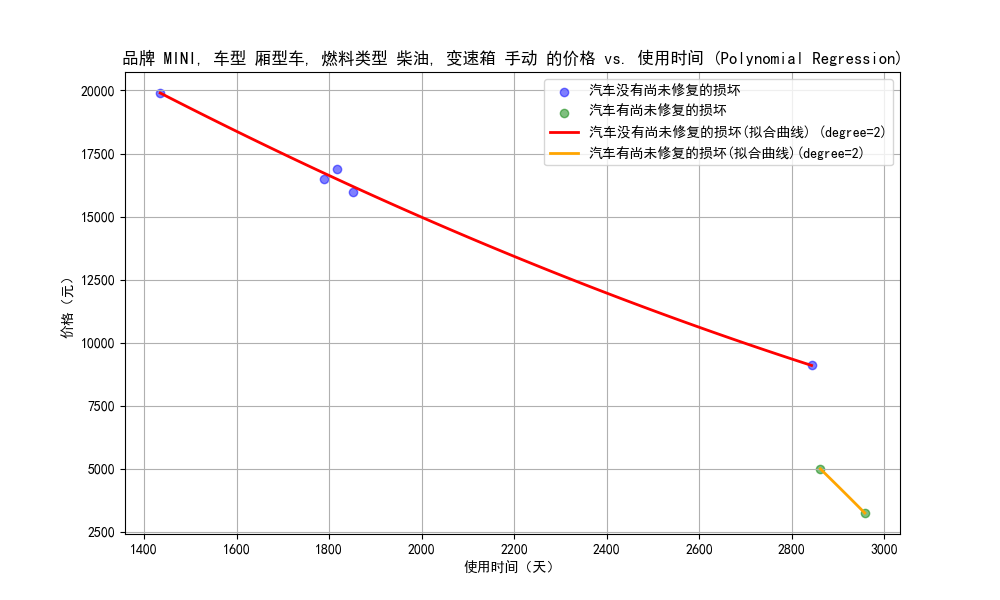 品牌 MINI, 车型 厢型车, 燃料类型 柴油, 变速箱 手动 的价格 vs. 使用时间 (Polynomial Regression)
汽车没有尚未修复的损坏
汽车有尚未修复的损坏
汽车没有尚未修复的损坏(拟合曲线) (degree=2)
汽车有尚未修复的损坏(拟合曲线)(degree=2)
20000
17500
15000
12500
10000
7500
5000
2500
价格（元）
1400 1600 1800 2000 2200 2400 2600 2800 3000
使用时间（天）